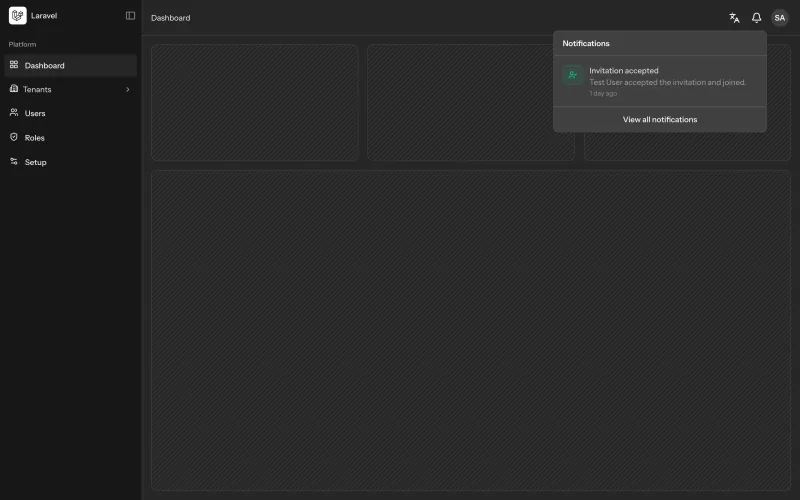 Laravel
Platform
Dashboard
Tenants
Users
Roles
Setup
Dashboard
SA
Notifications
Invitation accepted
Test User accepted the invitation and joined.
1 day ago
View all notifications